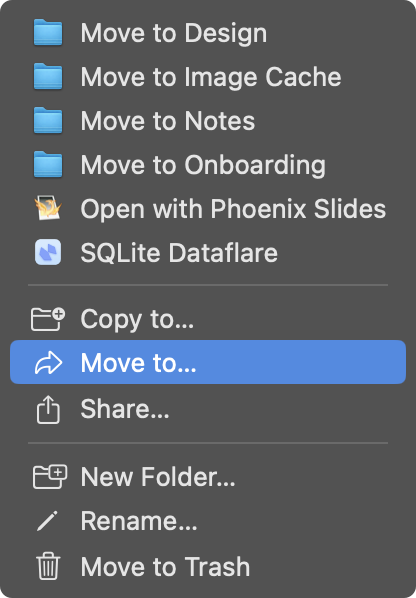 Move to Design
Move to Image Cache
Move to Notes
Move to Onboarding
Open with Phoenix Slides
SQLite Dataflare
Copy to...
Move to...
Share...
New Folder...
Rename...
Move to Trash